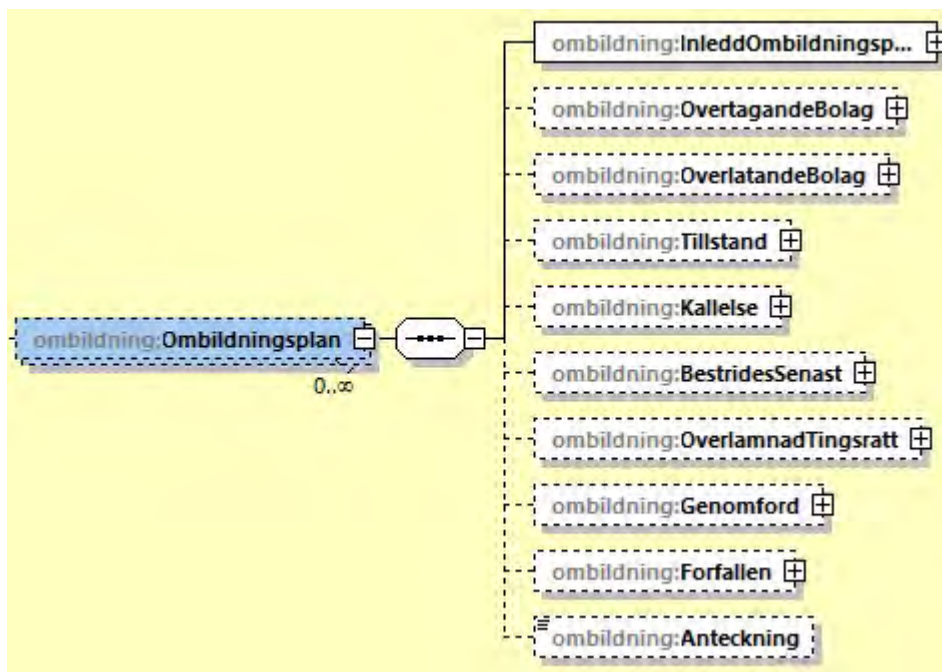 ombildning:InleddOmbildningsp...
ombildning:OvertagandeBolag
ombildning:OverlatandeBolag
ombildning:Tillstand
ombildning:Kallelse
ombildning:Ombildningsplan
0..∞
ombildning:BestridesSenast
ombildning:OverlamnadTingsratt
ombildning:Genomford
ombildning:Forfallen
ombildning:Anteckning